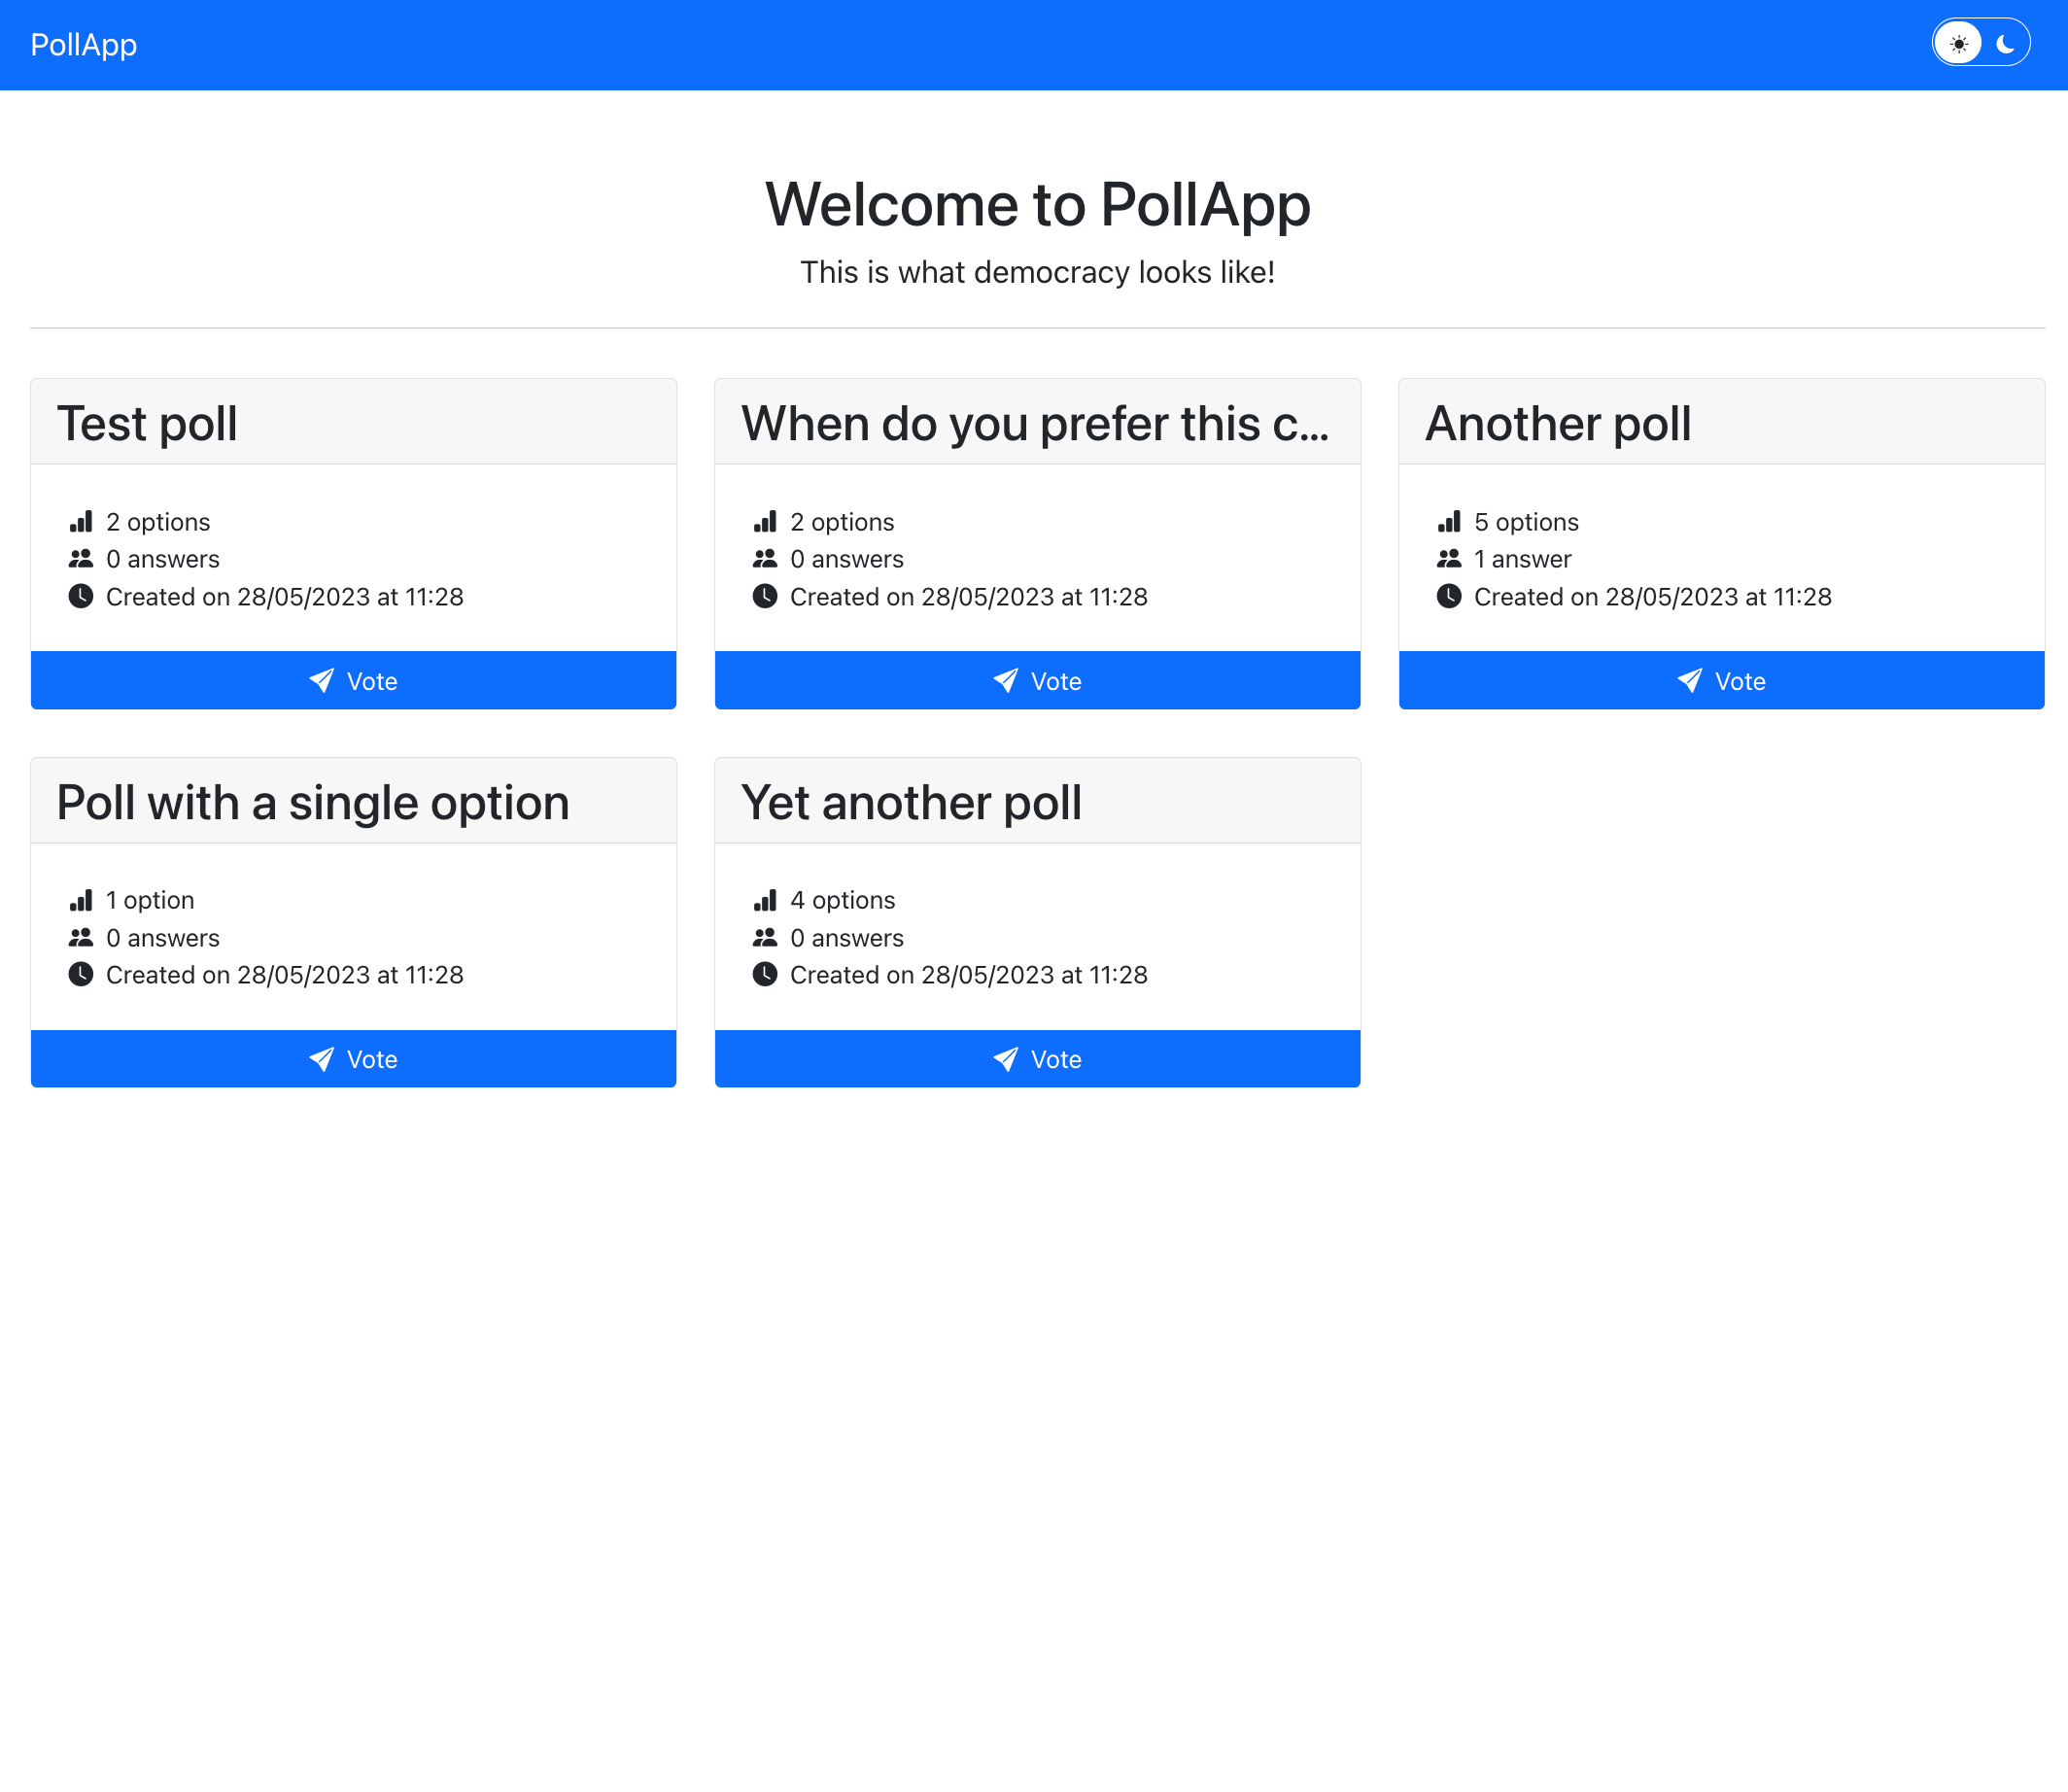 PollApp
Welcome to PollApp
This is what democracy looks like!
Test poll
2 options
0 answers
Created on 28/05/2023 at 11:28
Vote
When do you prefer this c...
2 options
0 answers
Created on 28/05/2023 at 11:28
Vote
Another poll
5 options
1 answer
Created on 28/05/2023 at 11:28
Vote
Poll with a single option
1 option
0 answers
Created on 28/05/2023 at 11:28
Vote
Yet another poll
4 options
0 answers
Created on 28/05/2023 at 11:28
Vote